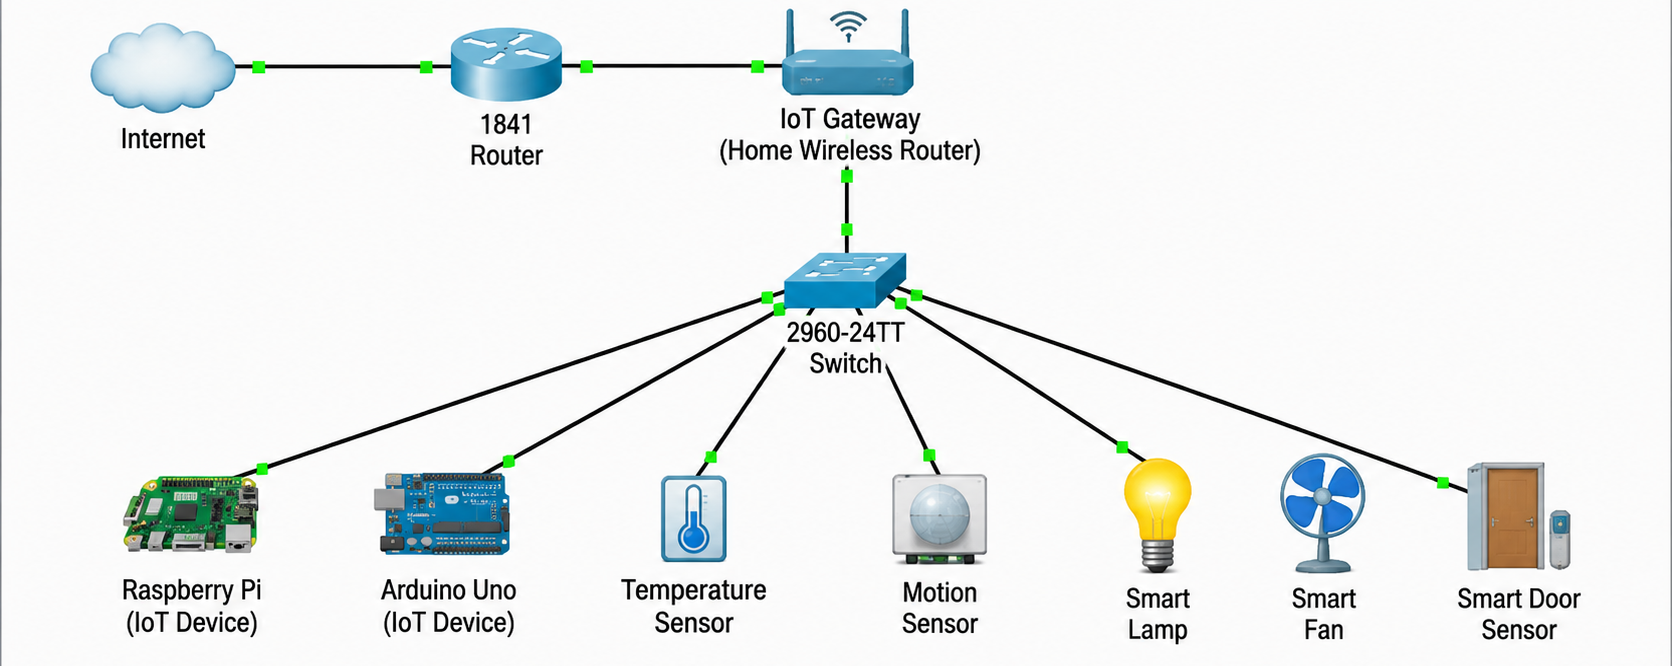 Internet
1841
Router
IoT Gateway
(Home Wireless Router)
2960-24TT
Switch
Raspberry Pi
(IoT Device)
Arduino Uno
(IoT Device)
Temperature
Sensor
Motion
Sensor
Smart
Lamp
Smart
Fan
Smart Door
Sensor